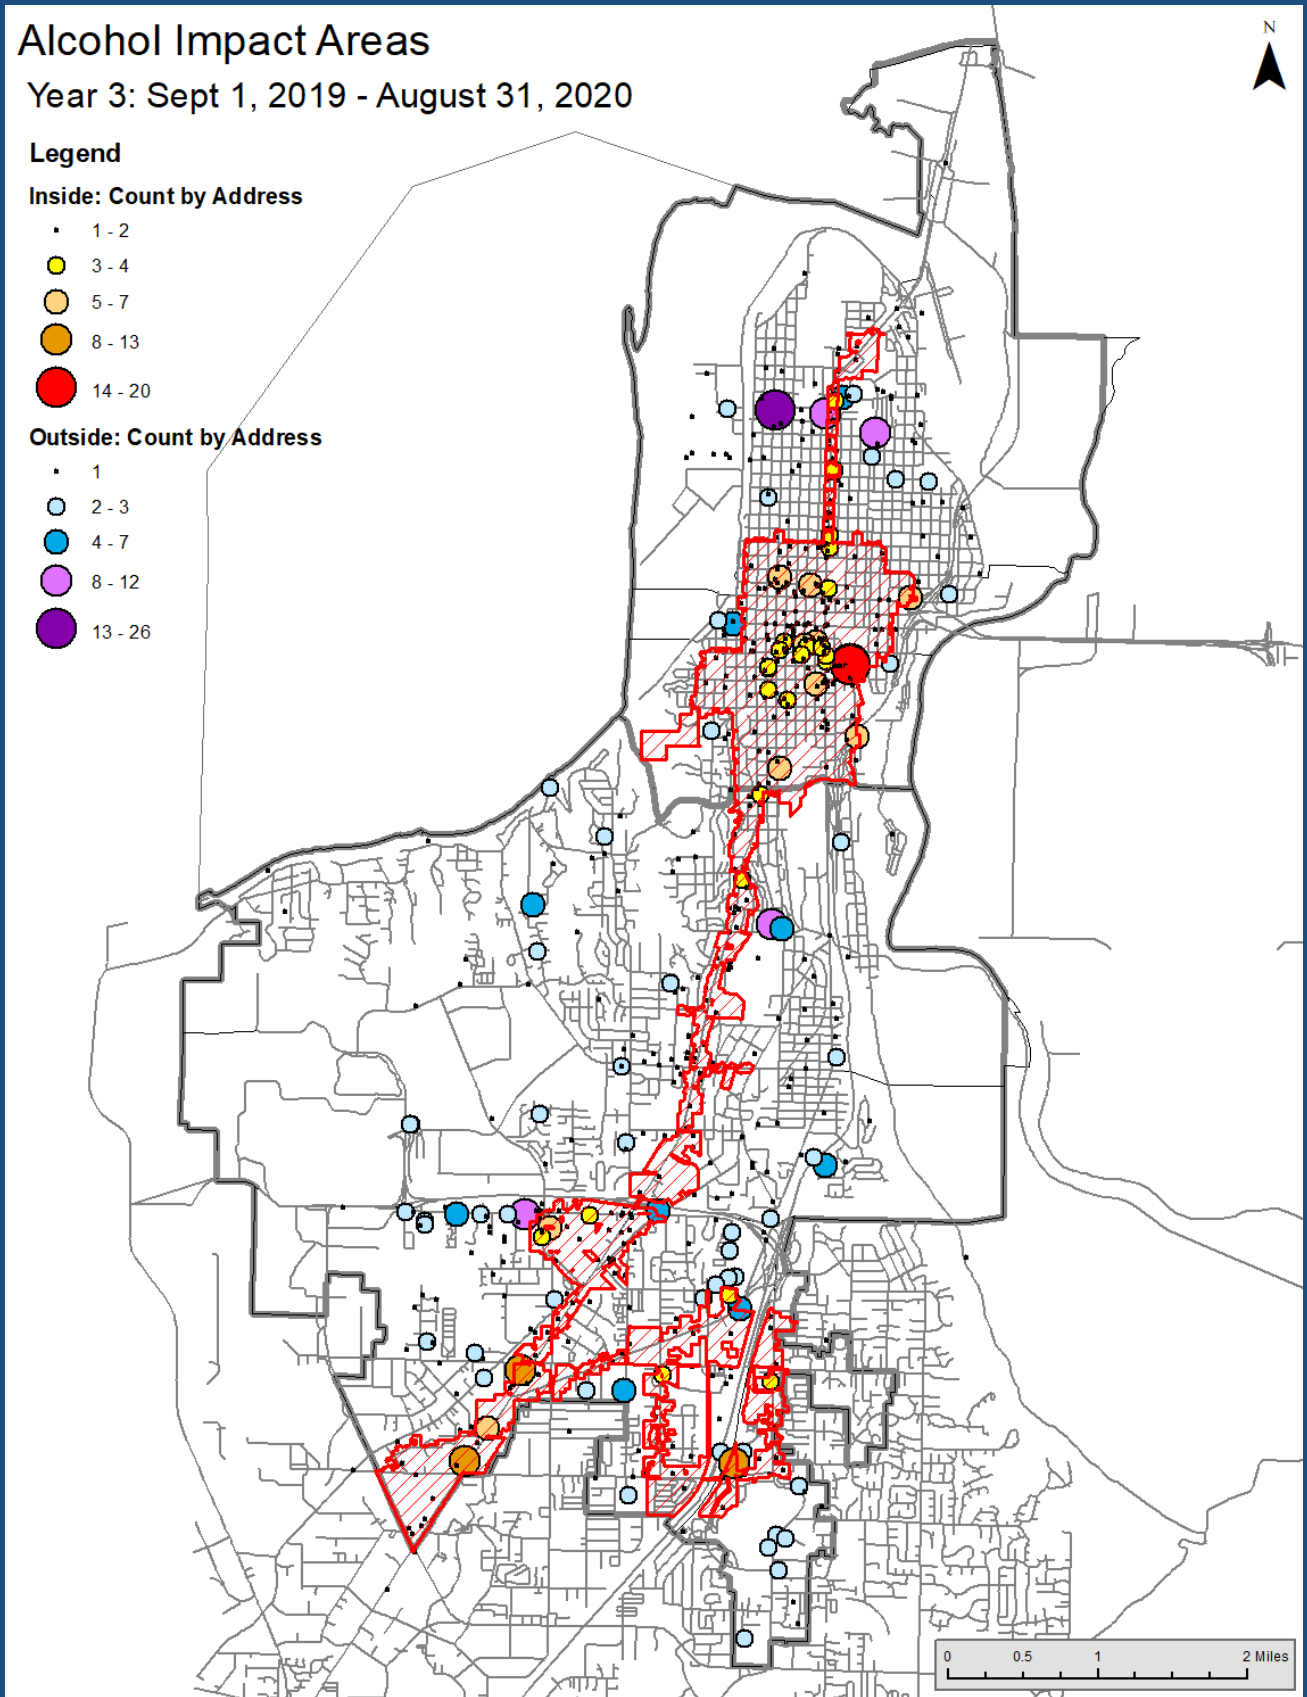 Alcohol Impact Areas
Year 3: Sept 1, 2019 - August 31, 2020
N
Legend
Inside: Count by Address
1 - 2
3 - 4
5 - 7
8 - 13
14 - 20
Outside: Count by Address
1
2 - 3
4 - 7
8 - 12
13 - 26
0 0.5 1 2 Miles